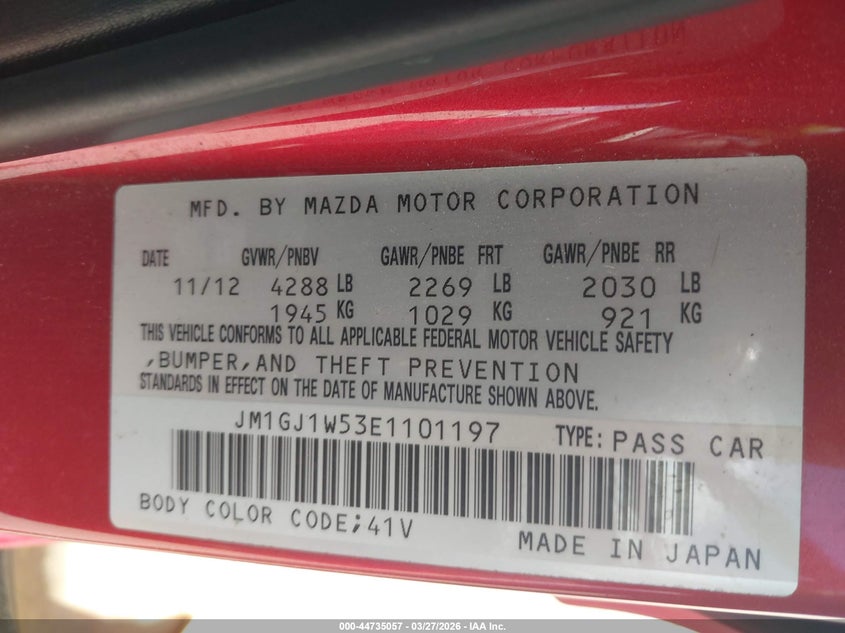 MFD. BY MAZDA MOTOR CORPORATION
DATE GVWR/PNBV GAWR/PNBE FRT GAWR/PNBE RR
11/12 4288 LB 2269 LB 2030 LB
1945 KG 1029 KG 921 KG
THIS VEHICLE CONFORMS TO ALL APPLICABLE FEDERAL MOTOR VEHICLE SAFETY
,BUMPER,AND THEFT PREVENTION
STANDARDS IN EFFECT ON THE DATE OF MANUFACTURE SHOWN ABOVE.
JM1GJ1W53E1101197 TYPE: PASS CAR
BODY COLOR CODE;41V
MADE IN JAPAN
000-44735057 - 03/27/2026 - IAA Inc.